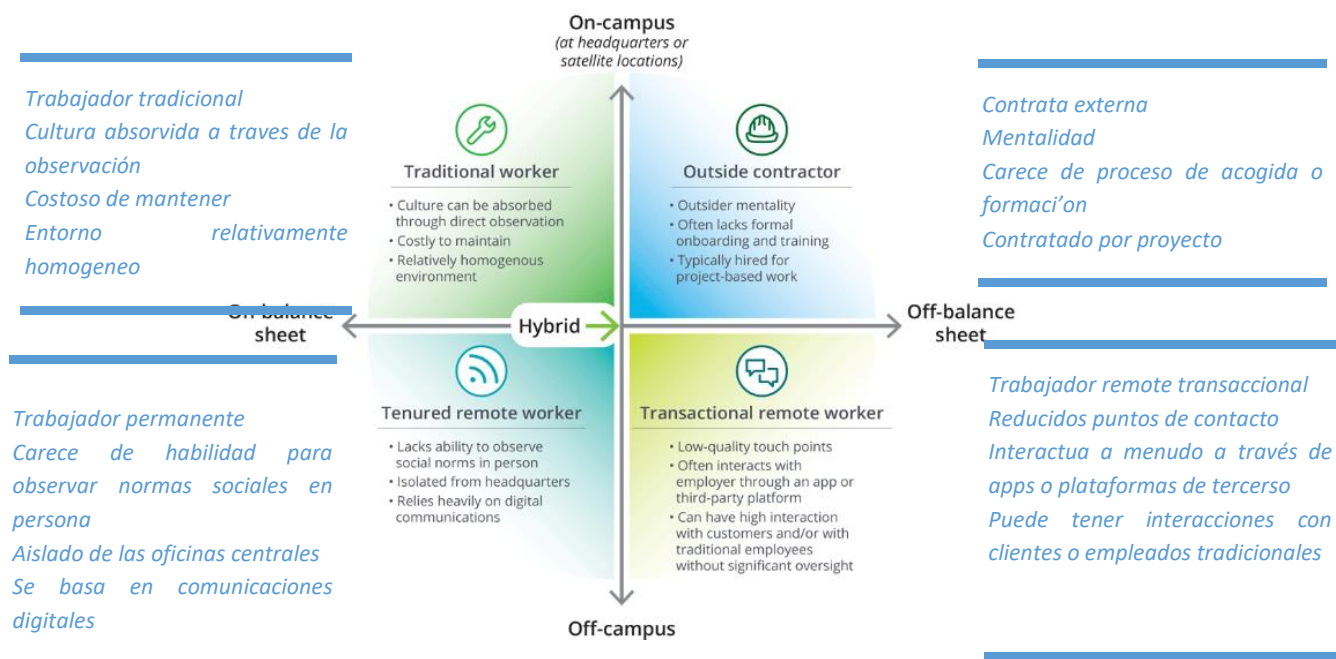 On-campus
(at headquarters or
satellite locations)
Trabajador tradicional
Cultura absorvida a traves de la
observación
Costoso de mantener
Entorno relativamente
homogeneo
Traditional worker
• Culture can be absorbed
through direct observation
• Costly to maintain
• Relatively homogenous
environment
Outside contractor
• Outsider mentality
• Often lacks formal
onboarding and training
• Typically hired for
project-based work
Contrata externa
Mentalidad
Carece de proceso de acogida o
formaci’on
Contratado por proyecto
On-balance
sheet
Hybrid
Off-balance
sheet
Trabajador permanente
Carece de habilidad para
observar normas sociales en
persona
Aislado de las oficinas centrales
Se basa en comunicaciones
digitales
Tenured remote worker
• Lacks ability to observe
social norms in person
• Isolated from headquarters
• Relies heavily on digital
communications
Transactional remote worker
• Low-quality touch points
• Often interacts with
employer through an app or
third-party platform
• Can have high interaction
with customers and/or with
traditional employees
without significant oversight
Trabajador remote transaccional
Reducidos puntos de contacto
Interactua a menudo a través de
apps o plataformas de tercerso
Puede tener interacciones con
clientes o empleados tradicionales
Off-campus